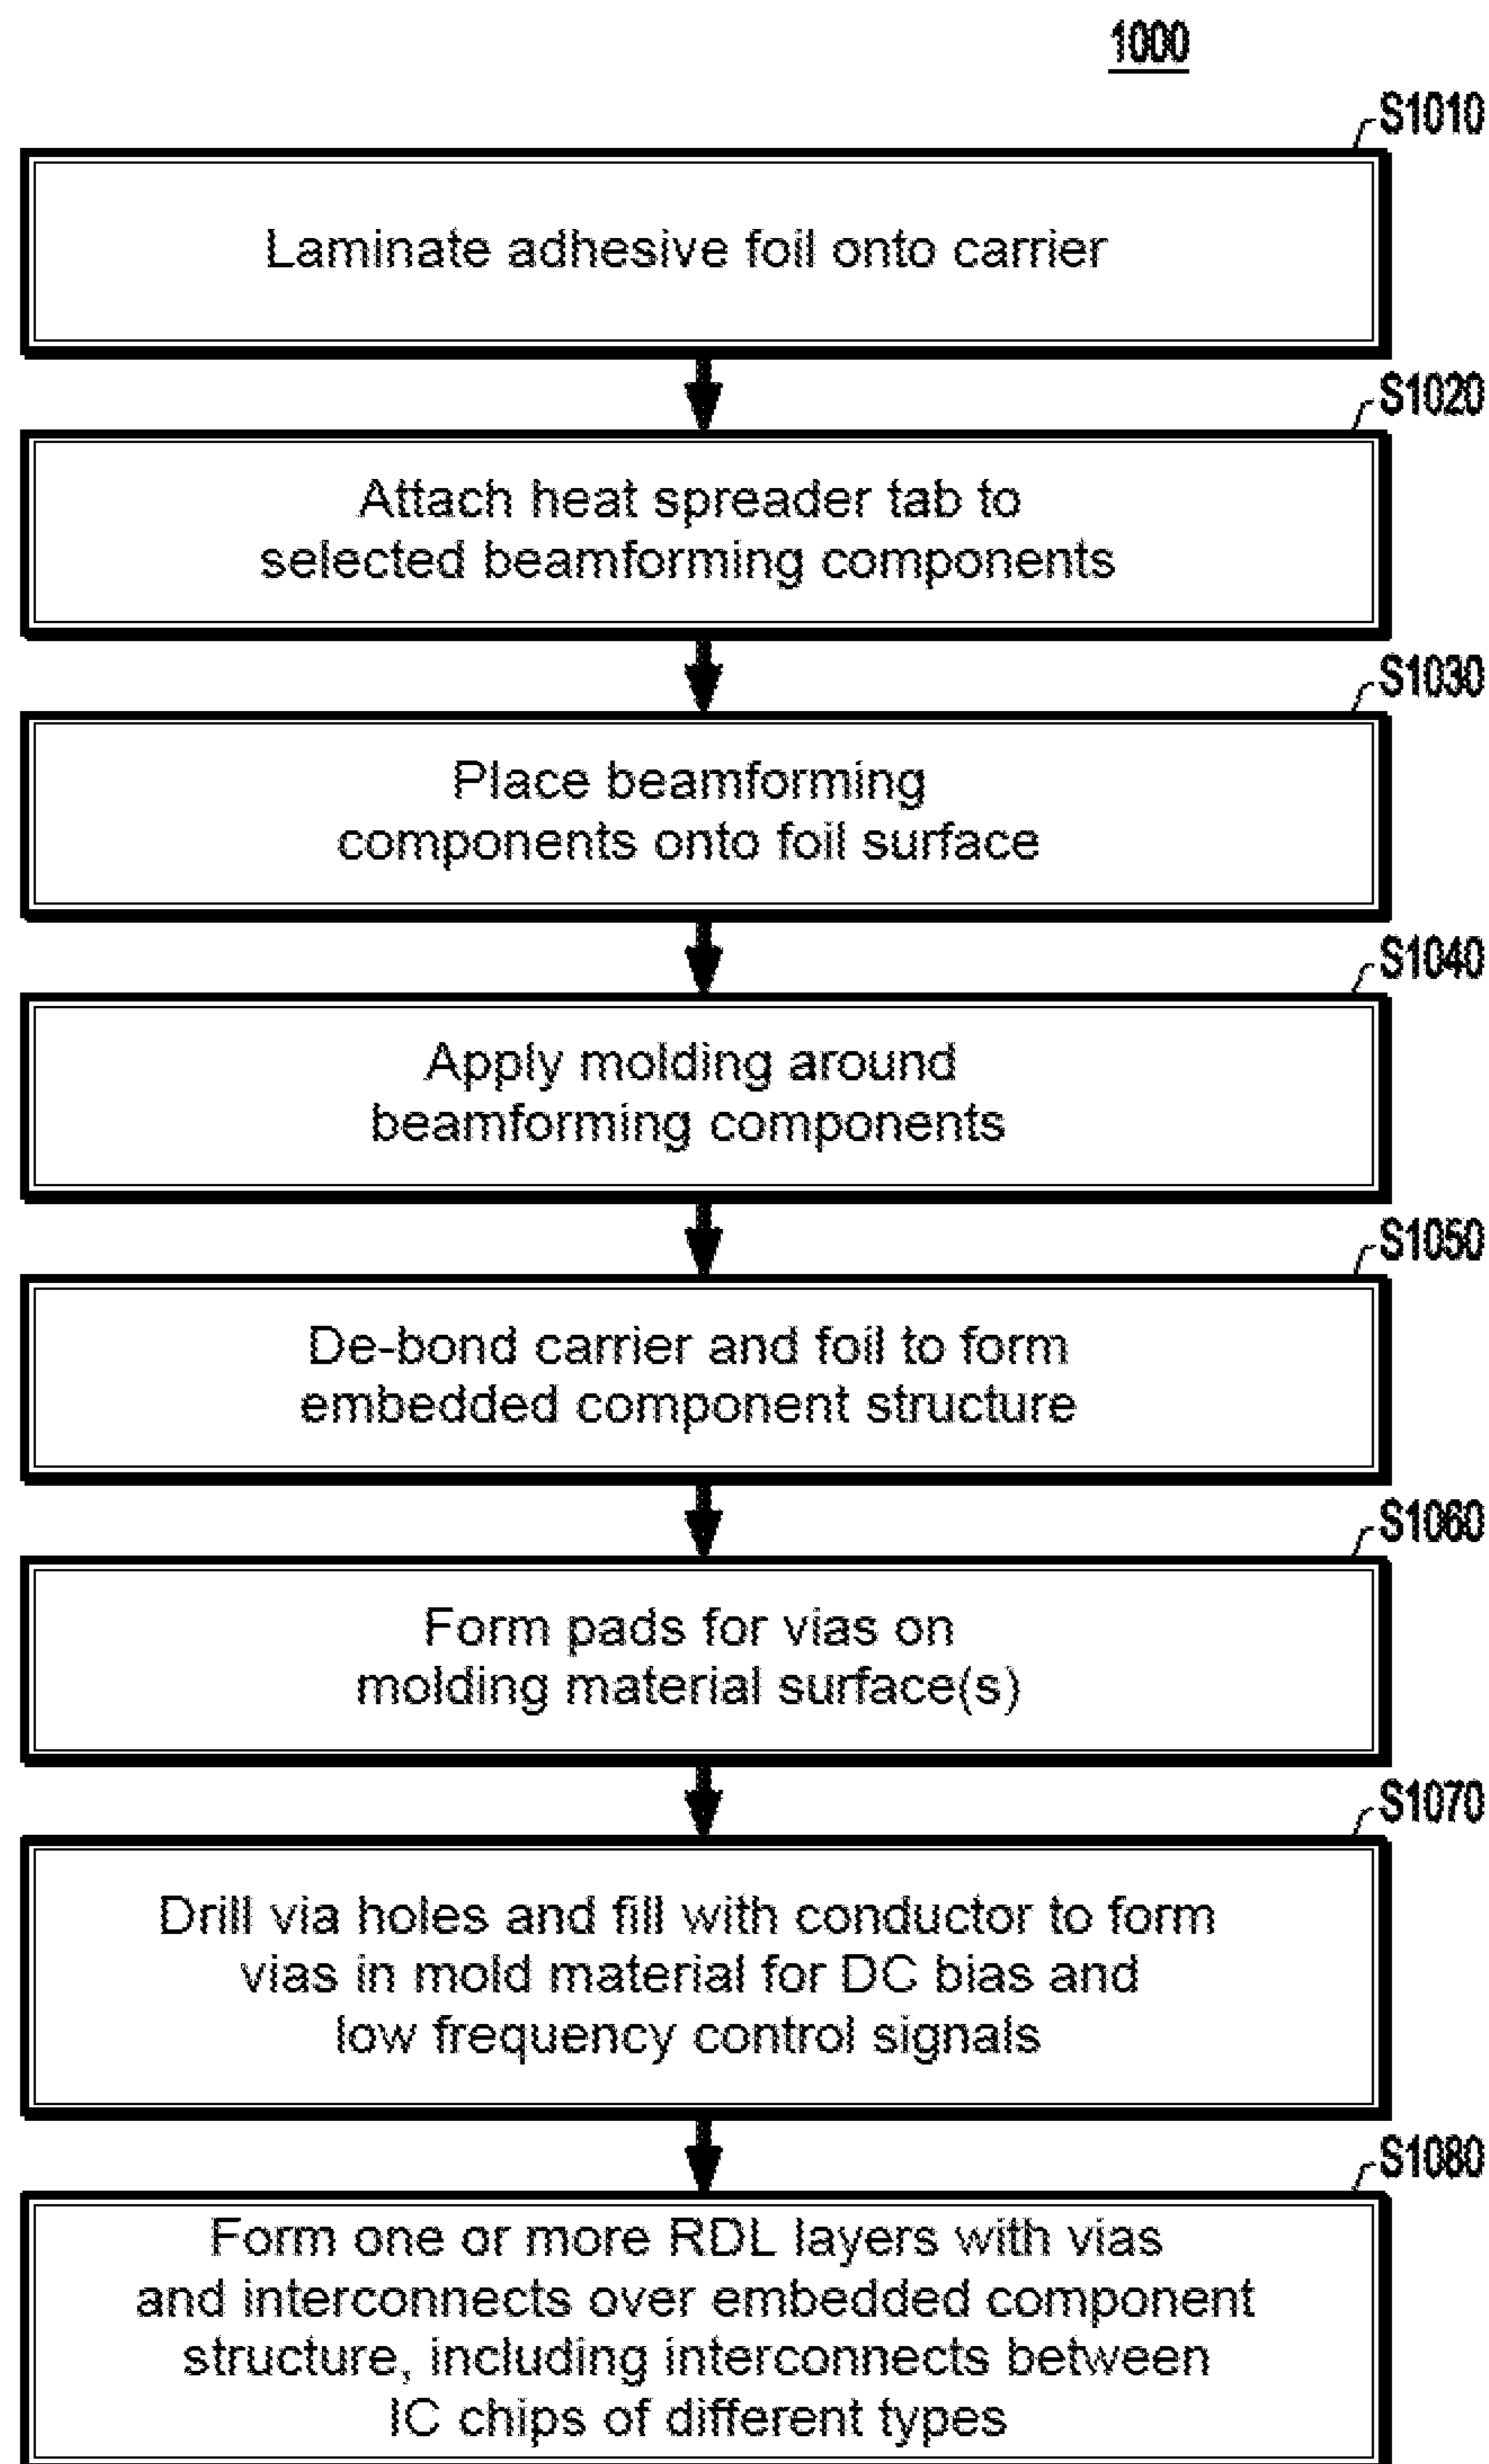 1000
S1010
Laminate adhesive foil onto carrier
S1020
Attach heat spreader tab to
selected beamforming components
S1030
Place beamforming
components onto foil surface
S1040
Apply molding around
beamforming components
S1050
De-bond carrier and foil to form
embedded component structure
S1060
Form pads for vias on
molding material surface(s)
S1070
Drill via holes and fill with conductor to form
vias in mold material for DC bias and
low frequency control signals
S1080
Form one or more RDL layers with vias
and interconnects over embedded component
structure, including interconnects between
IC chips of different types